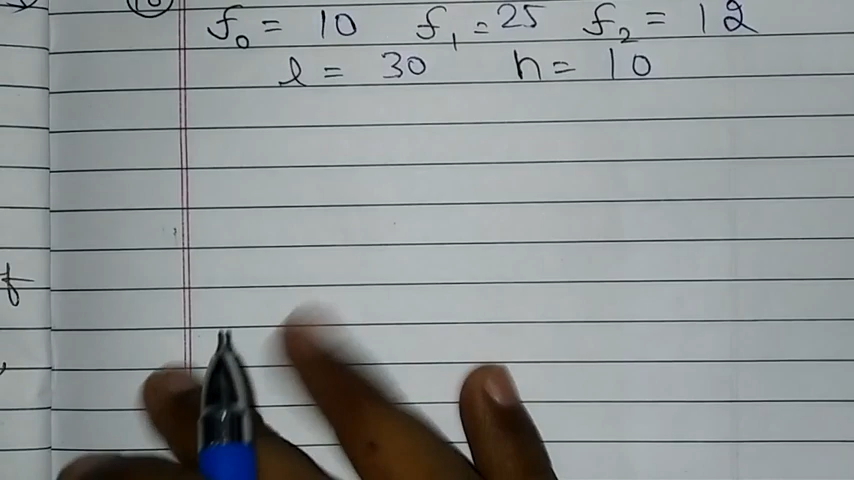 f₀ = 10 f₁ = 25 f₂ = 12
l = 30 h = 10